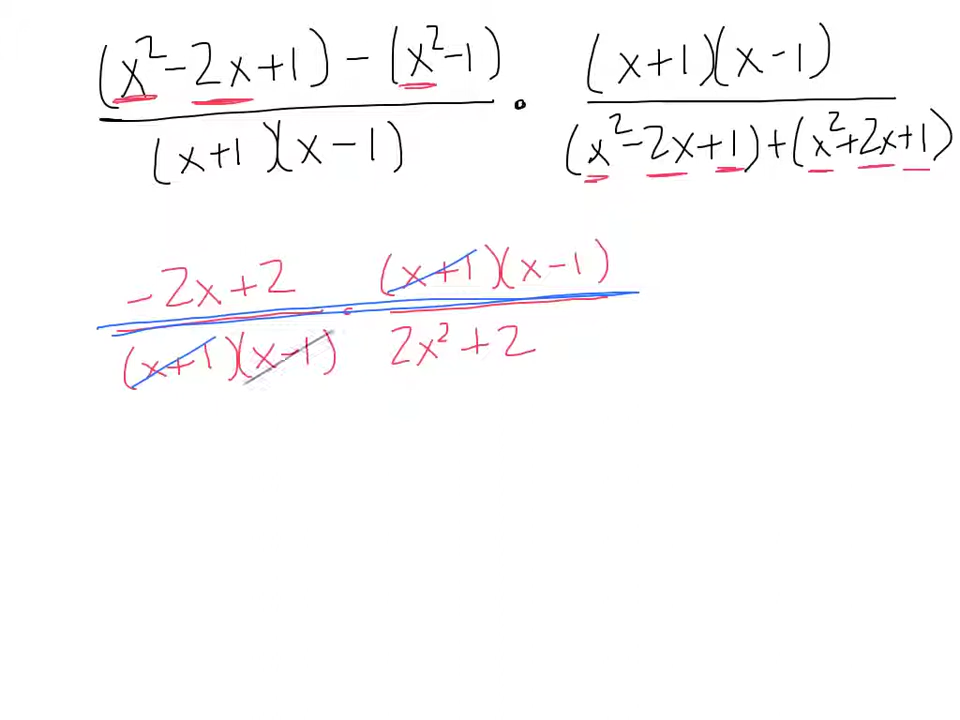 (x²-2x+1) - (x²-1) (x+1)(x-1)
(x+1)(x-1) • (x²-2x+1)+(x²+2x+1)
-2x+2 (x+1)(x-1)
(x+1)(x-1) • 2x²+2